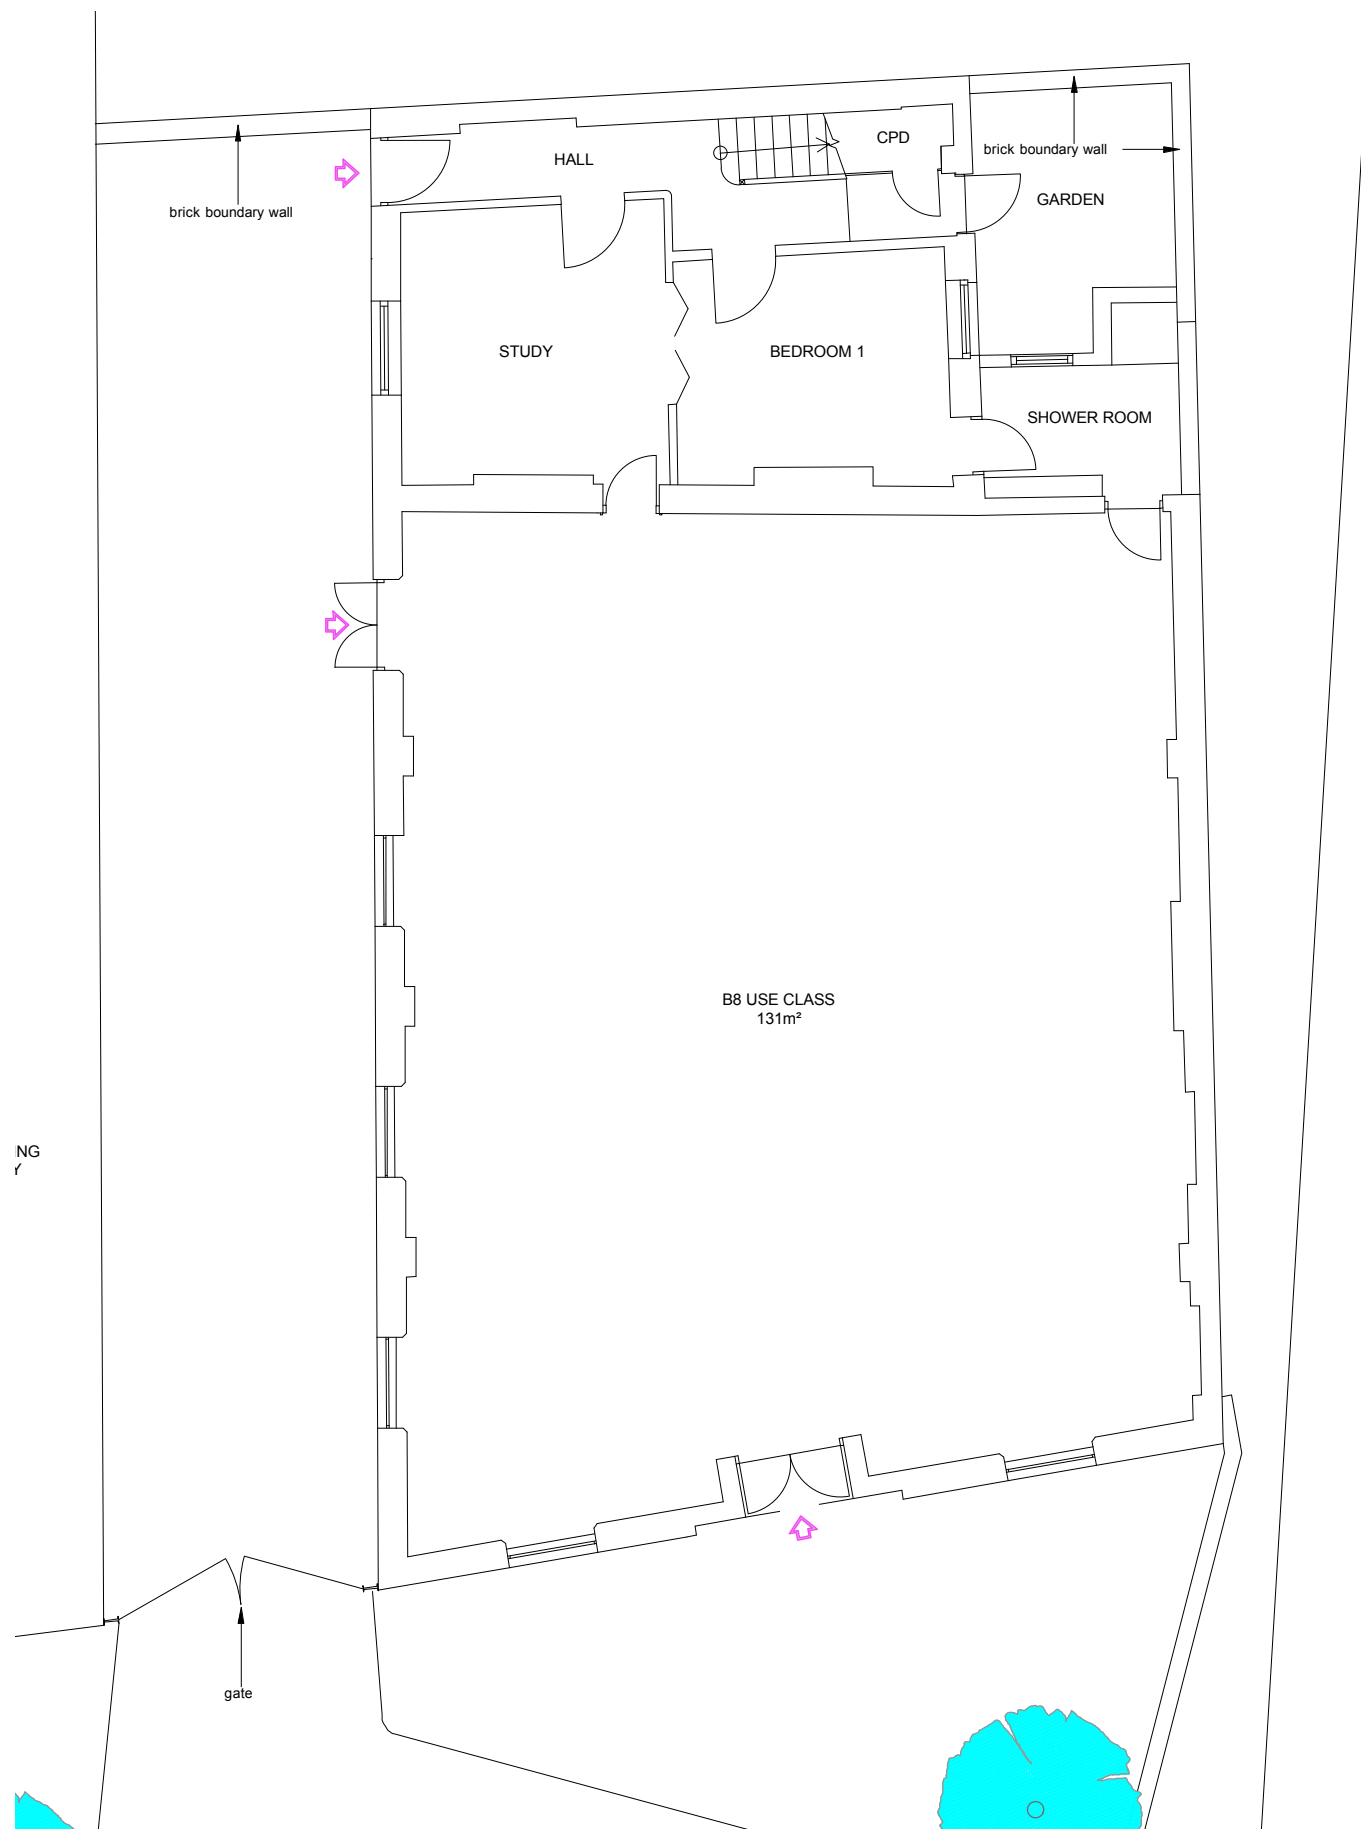 CPD
HALL
brick boundary wall
GARDEN
brick boundary wall
STUDY
BEDROOM 1
SHOWER ROOM
B8 USE CLASS
131m²
NG
Y
gate